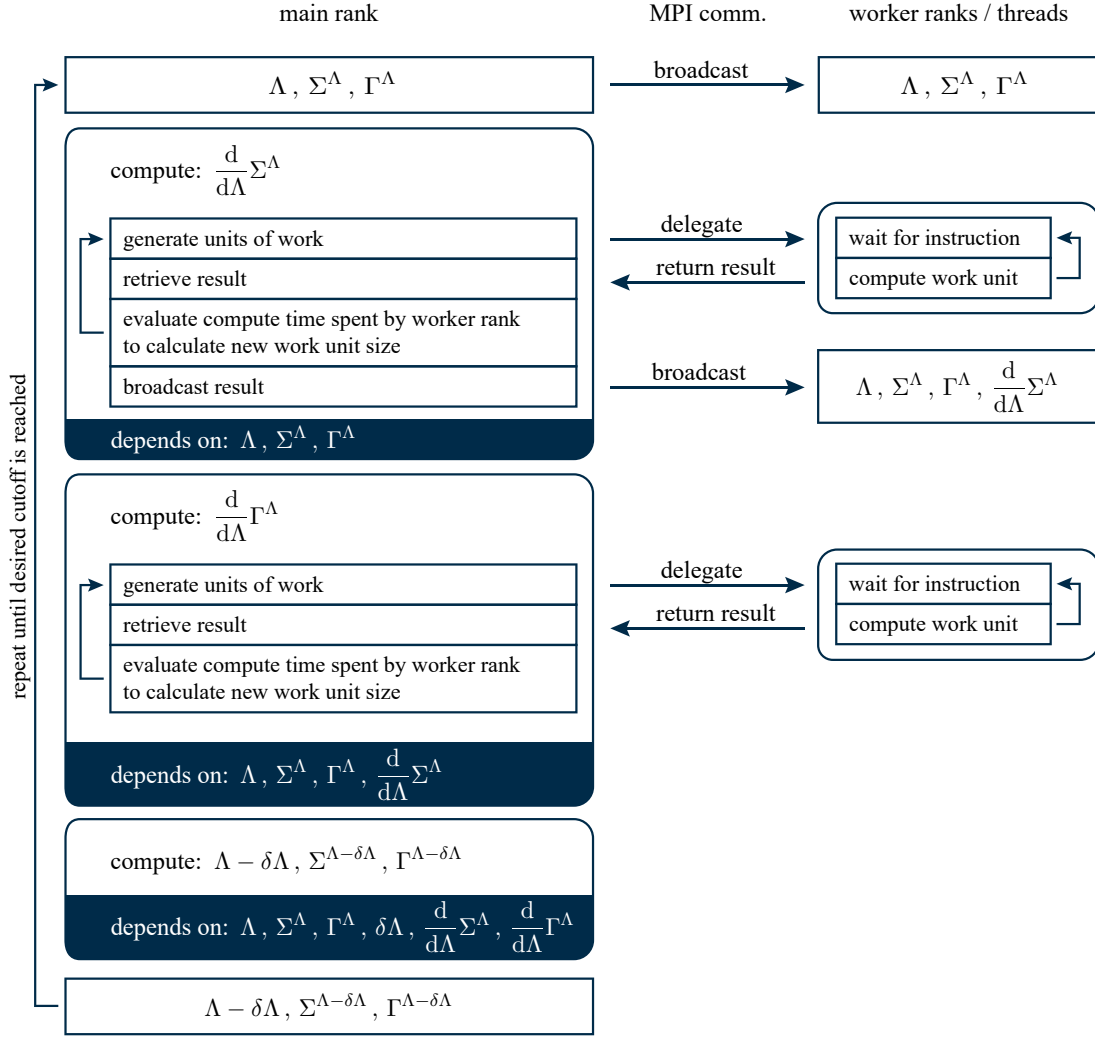 main rank
MPI comm.
worker ranks / threads
Λ , Σ^Λ , Γ^Λ
broadcast
Λ , Σ^Λ , Γ^Λ
compute: d/dΛ Σ^Λ
generate units of work
delegate
wait for instruction
retrieve result
return result
compute work unit
evaluate compute time spent by worker rank
to calculate new work unit size
broadcast result
broadcast
Λ , Σ^Λ , Γ^Λ , d/dΛ Σ^Λ
depends on: Λ , Σ^Λ , Γ^Λ
repeat until desired cutoff is reached
compute: d/dΛ Γ^Λ
generate units of work
delegate
wait for instruction
retrieve result
return result
compute work unit
evaluate compute time spent by worker rank
to calculate new work unit size
depends on: Λ , Σ^Λ , Γ^Λ , d/dΛ Σ^Λ
compute: Λ − δΛ , Σ^Λ−δΛ , Γ^Λ−δΛ
depends on: Λ , Σ^Λ , Γ^Λ , δΛ , d/dΛ Σ^Λ , d/dΛ Γ^Λ
Λ − δΛ , Σ^Λ−δΛ , Γ^Λ−δΛ